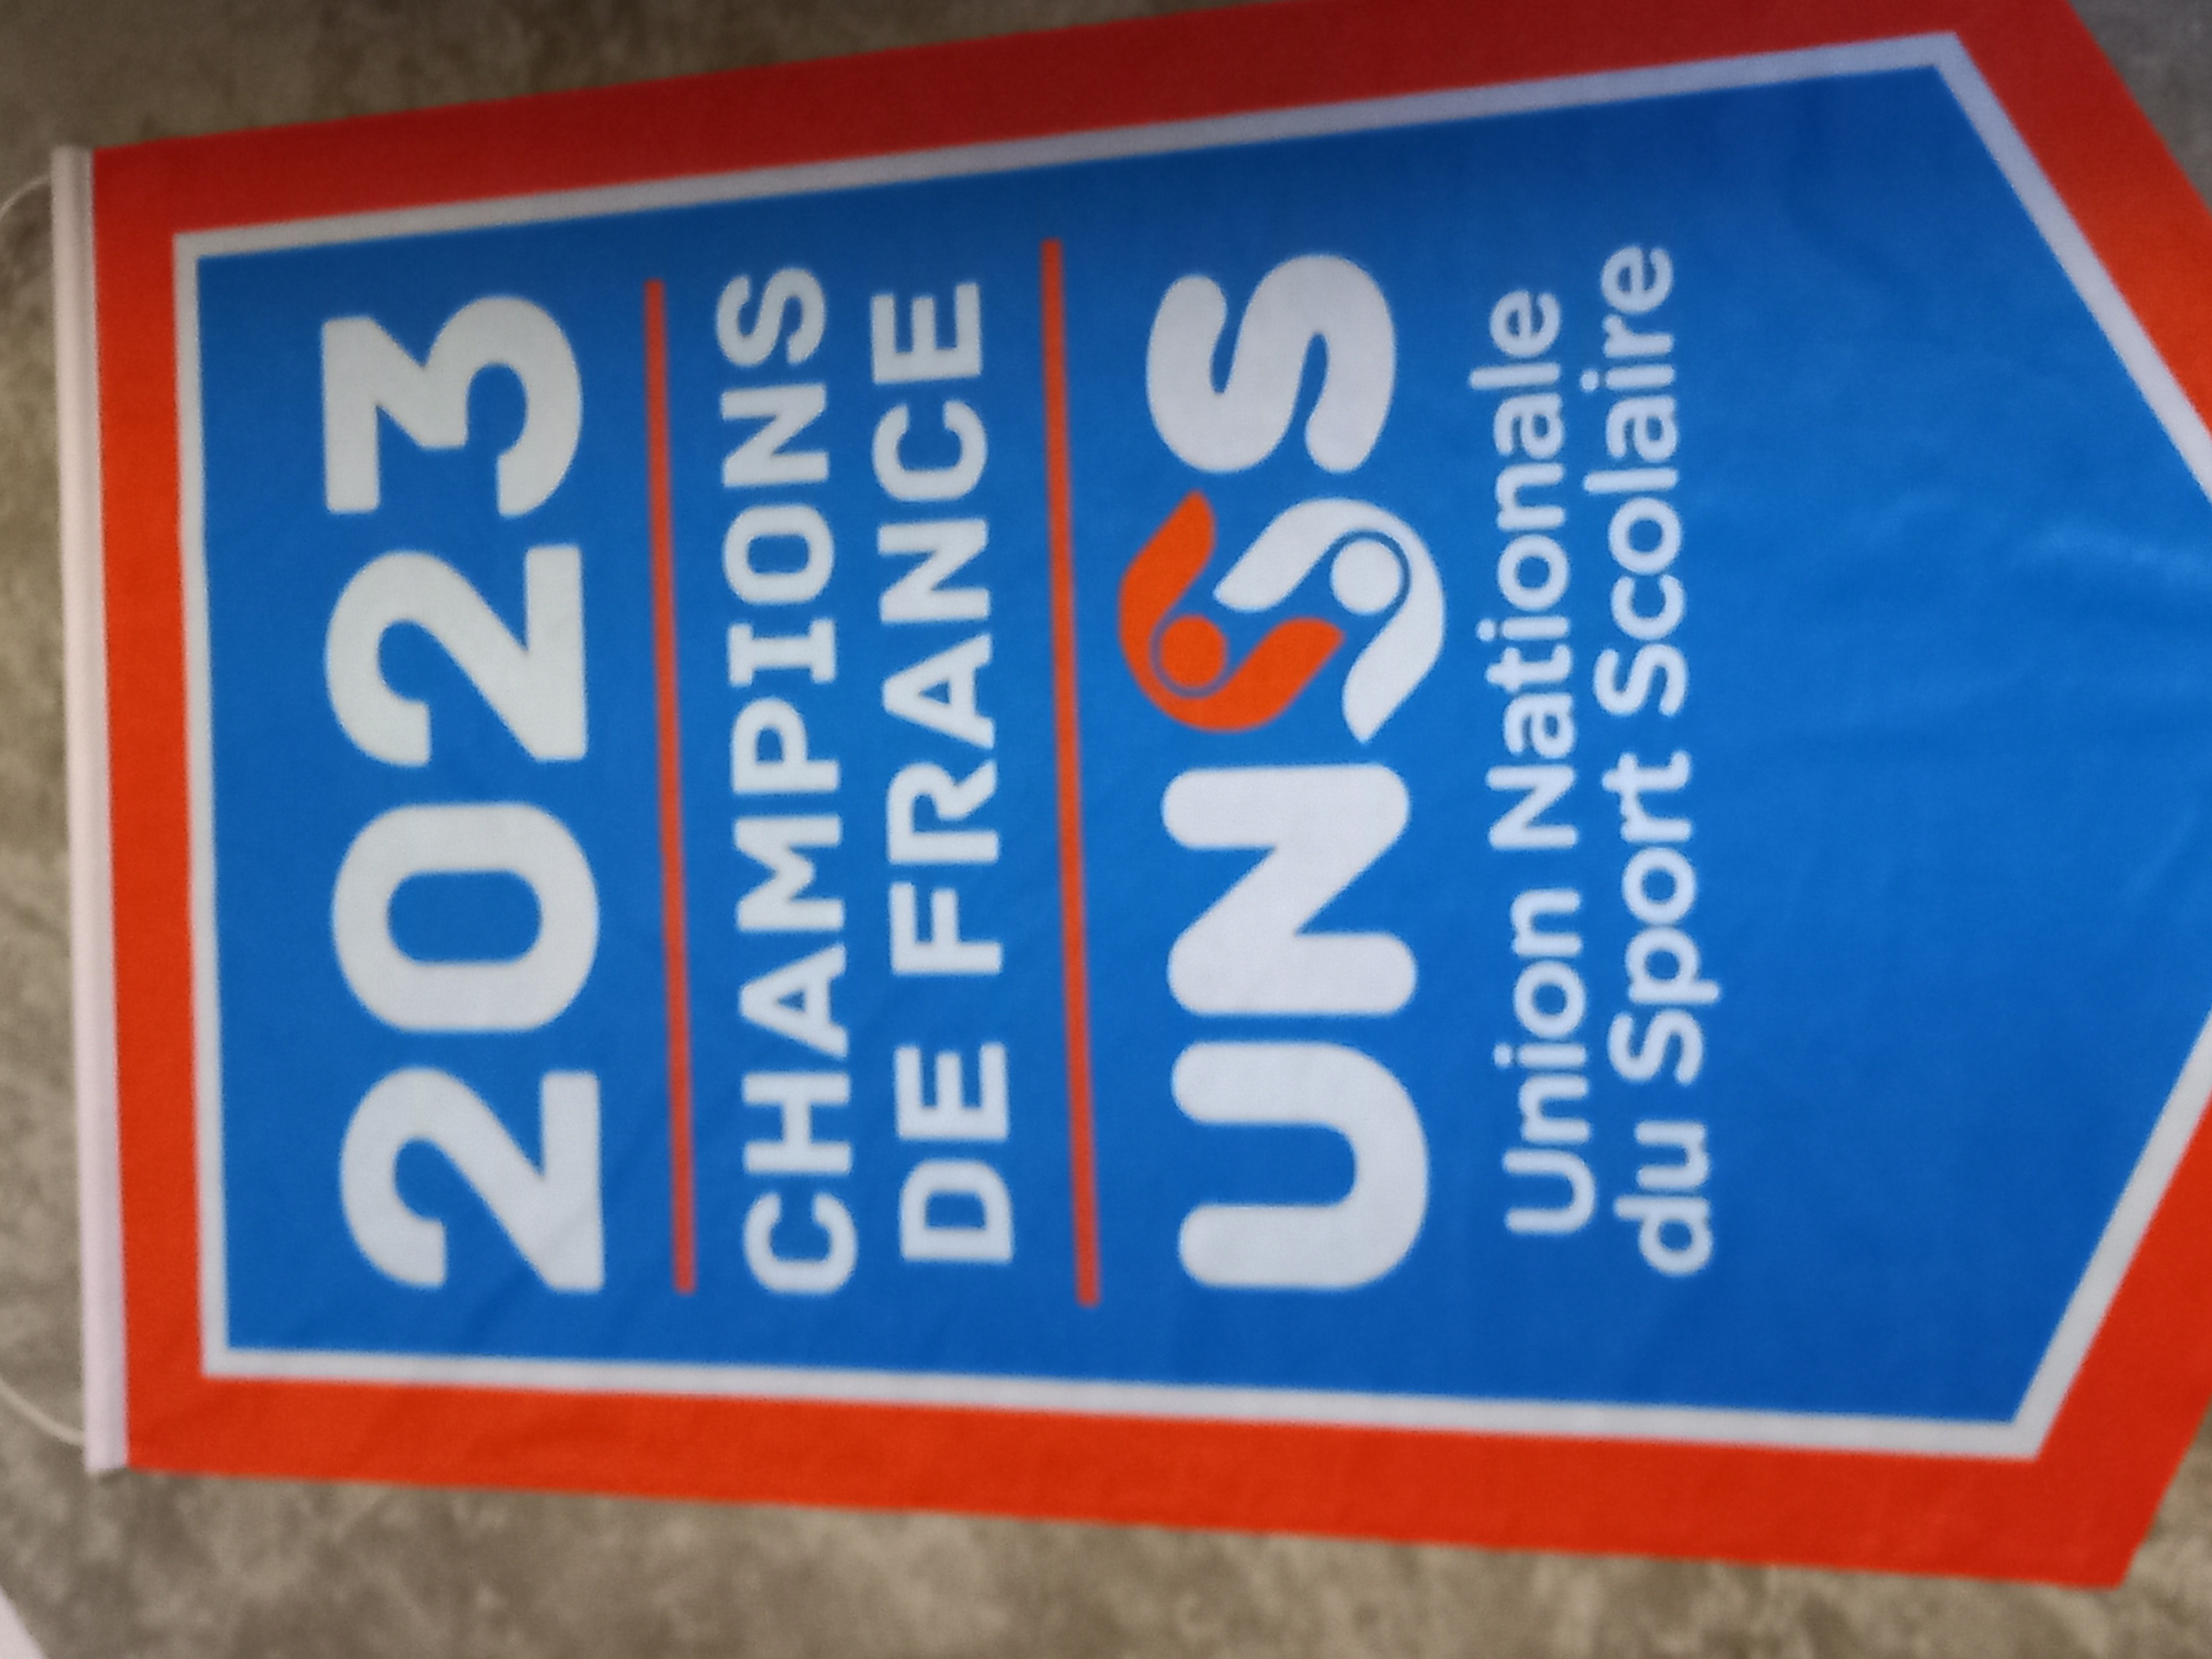 2023
CHAMPIONS
DE FRANCE
UNSS
Union Nationale
du Sport Scolaire